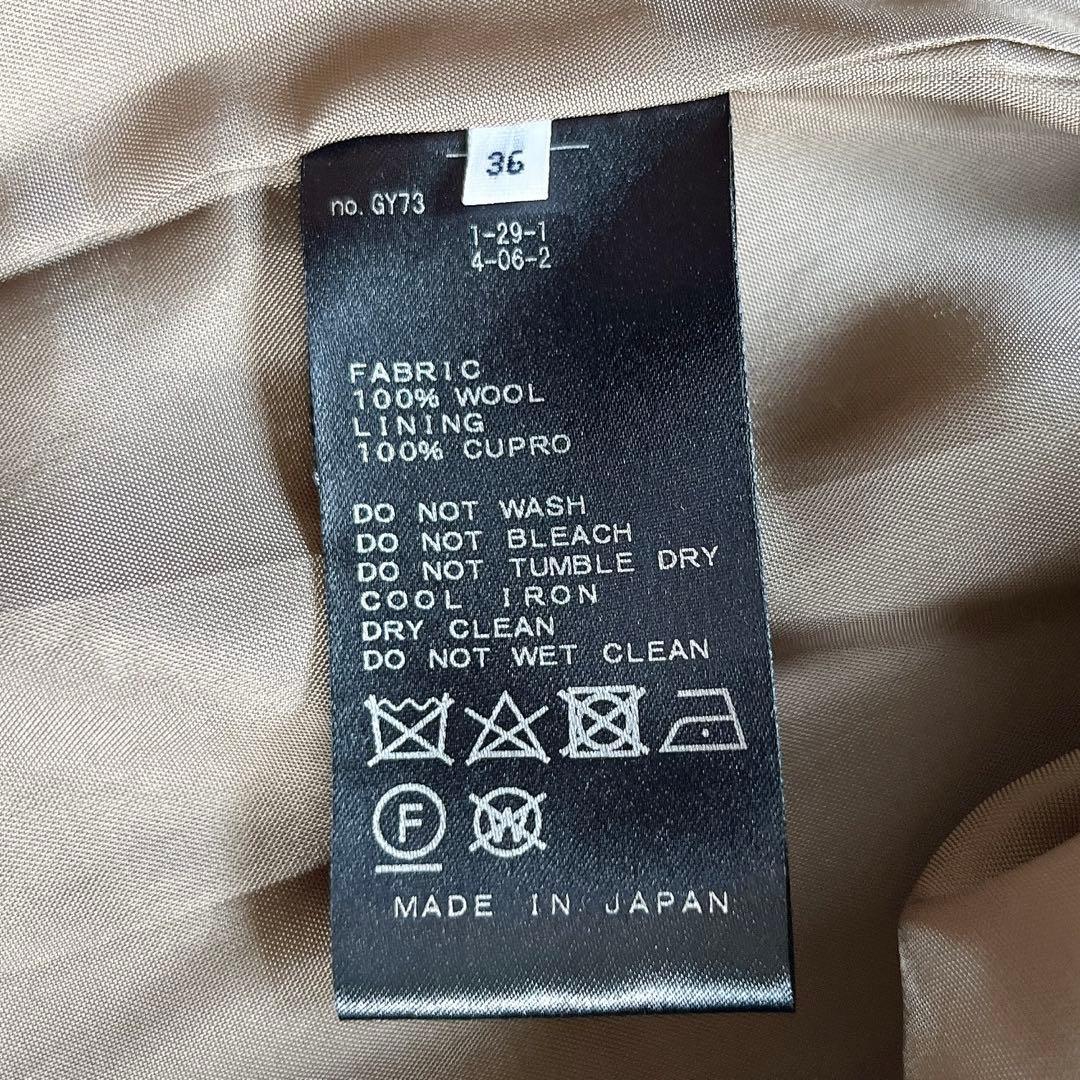 36
no. GY73
1-29-1
4-06-2
FABRIC
100% WOOL
LINING
100% CUPRO
DO NOT WASH
DO NOT BLEACH
DO NOT TUMBLE DRY
COOL IRON
DRY CLEAN
DO NOT WET CLEAN
F W
MADE IN JAPAN